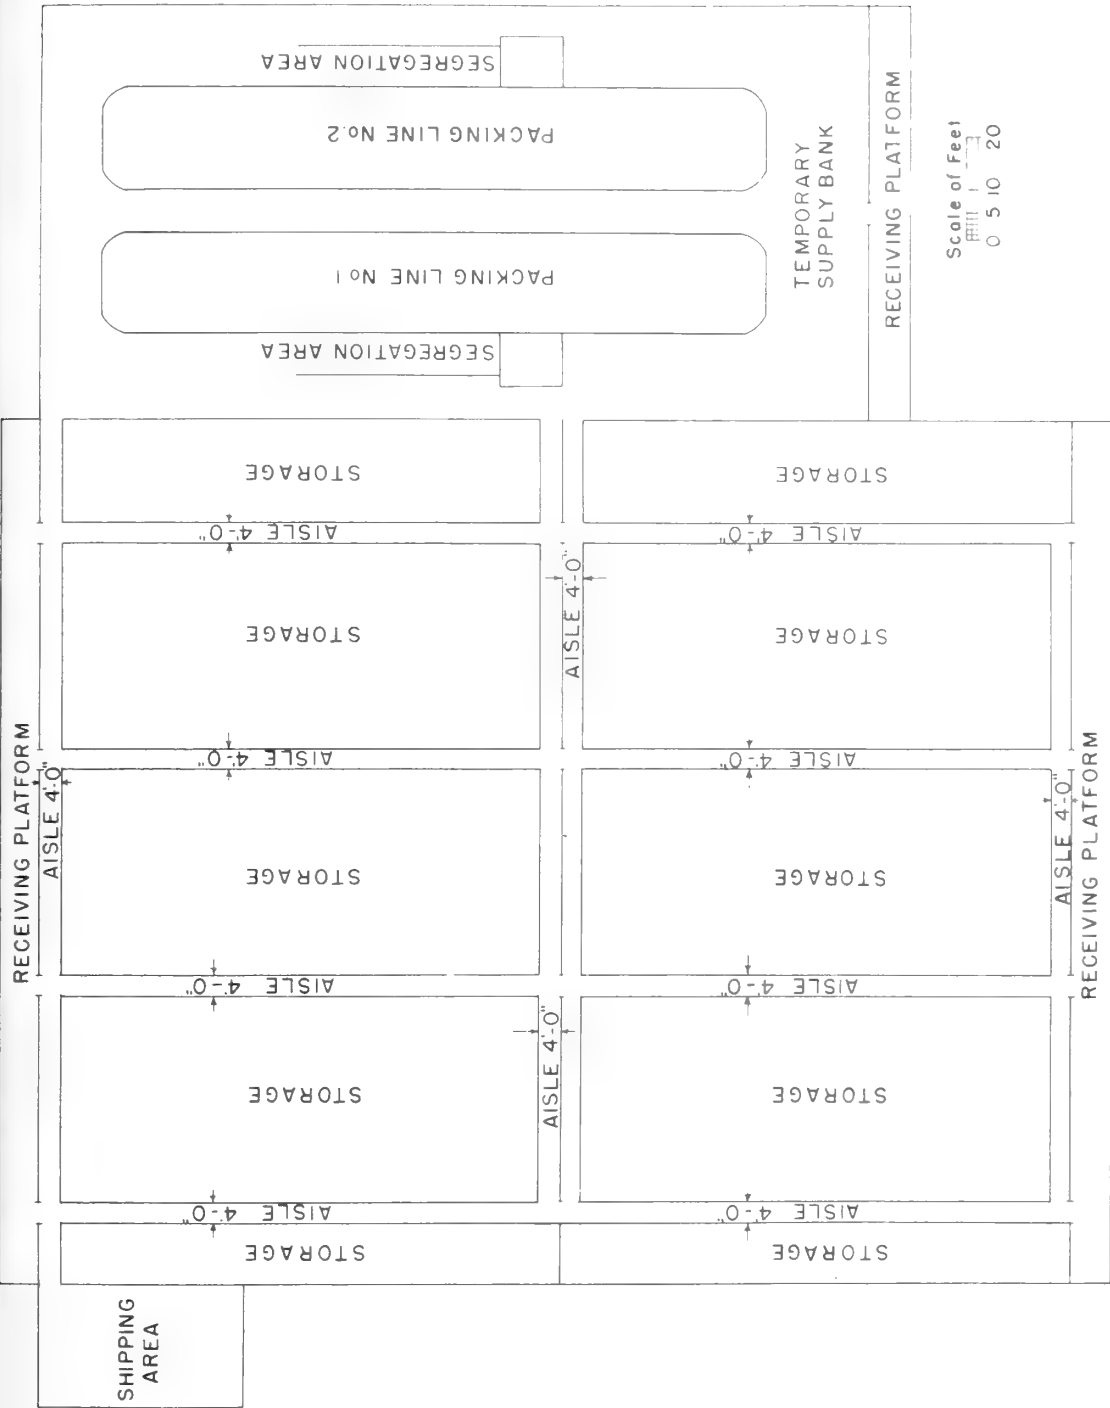 SEGREGATION AREA
PACKING LINE No. 2
PACKING LINE No 1
SEGREGATION AREA
TEMPORARY
SUPPLY BANK
RECEIVING PLATFORM
Scale of Feet
0 5 10 20
STORAGE
STORAGE
AISLE 4'-0"
AISLE 4'-0"
STORAGE
AISLE 4'-0"
STORAGE
AISLE 4'-0"
AISLE 4'-0"
RECEIVING PLATFORM
AISLE 4'-0"
STORAGE
STORAGE
AISLE 4'-0"
RECEIVING PLATFORM
AISLE 4'-0"
AISLE 4'-0"
STORAGE
AISLE 4'-0"
STORAGE
AISLE 4'-0"
AISLE 4'-0"
STORAGE
STORAGE
SHIPPING
AREA